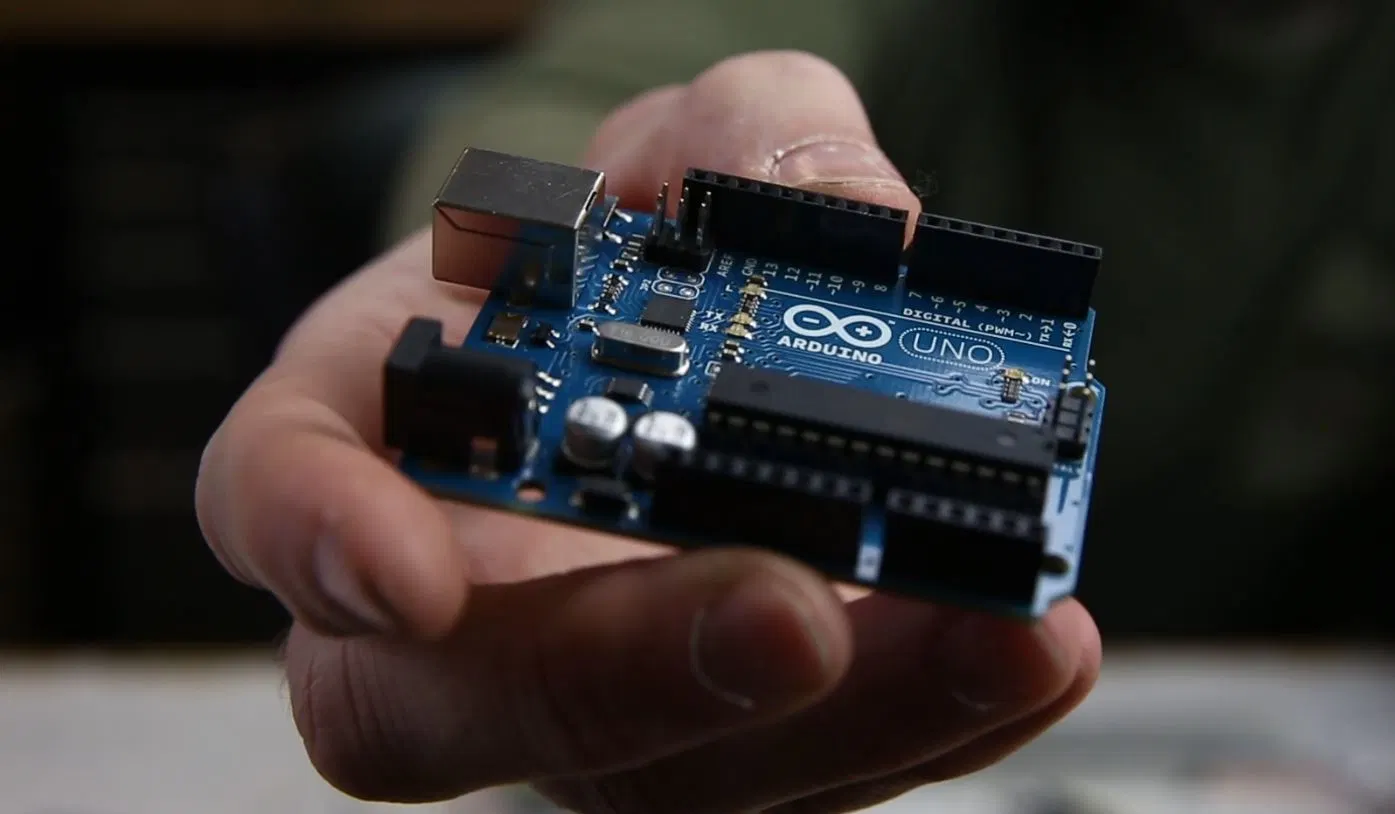 AREF
GND
13
12
~11
~10
~9
8
7
~6
~5
4
~3
2
TX→1
RX←0
DIGITAL (PWM~)
TX
RX
ARDUINO
UNO
ON